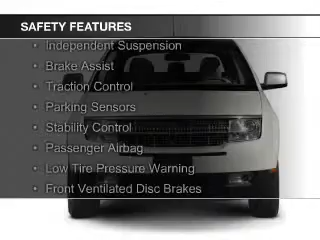 SAFETY FEATURES
• Independent Suspension
• Brake Assist
• Traction Control
• Parking Sensors
• Stability Control
• Passenger Airbag
• Low Tire Pressure Warning
• Front Ventilated Disc Brakes